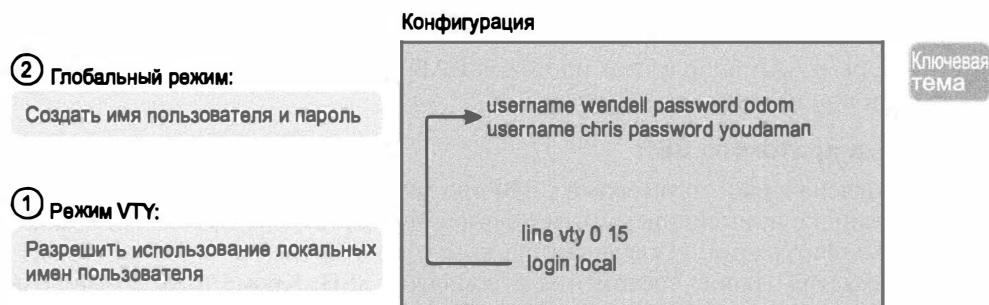 Конфигурация
② Глобальный режим:
Создать имя пользователя и пароль
① Режим VTY:
Разрешить использование локальных
имен пользователя
username wendell password odom
username chris password youdaman
line vty 0 15
login local
Ключевая
тема